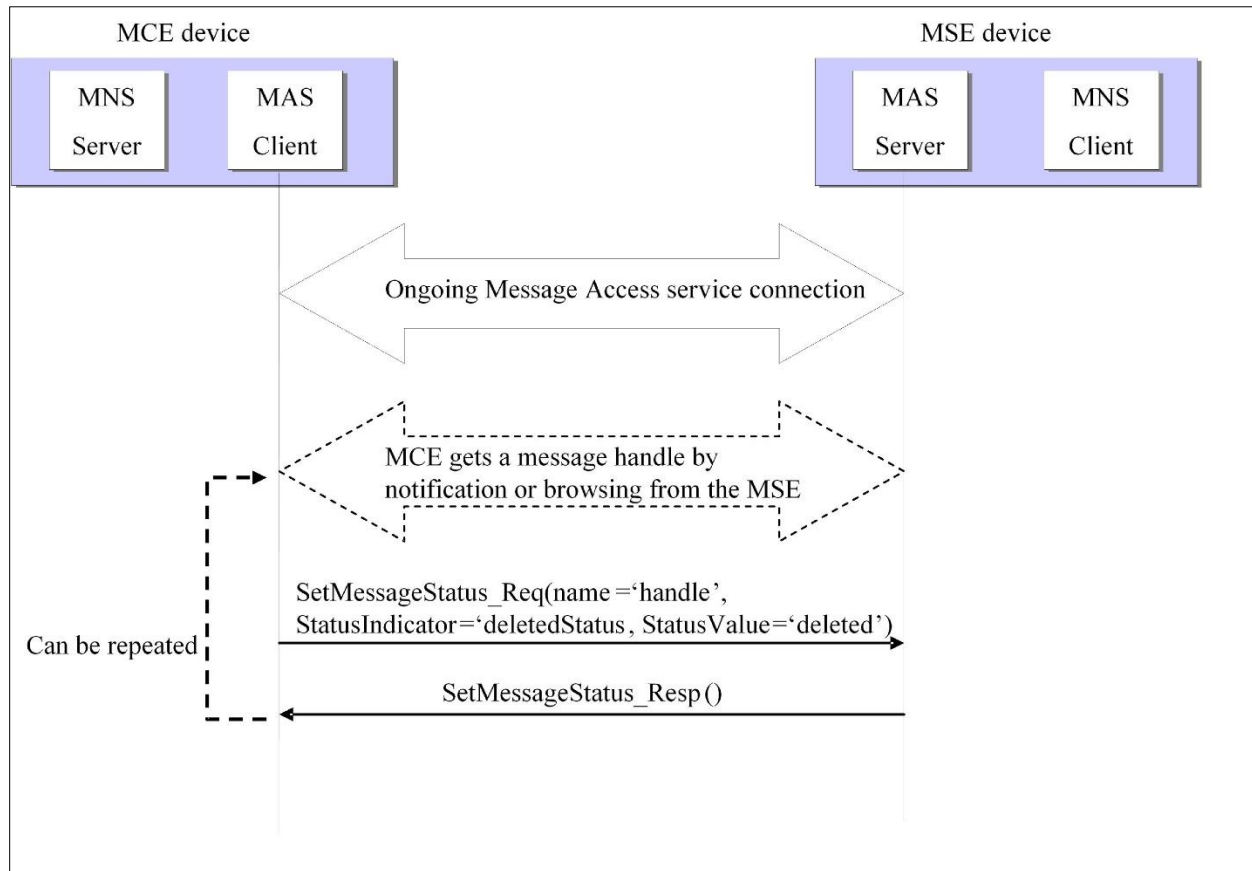 MCE device
MSE device
MNS
Server
MAS
Client
MAS
Server
MNS
Client
Ongoing Message Access service connection
MCE gets a message handle by
notification or browsing from the MSE
SetMessageStatus_Req(name=‘handle’,
StatusIndicator=‘deletedStatus, StatusValue=‘deleted’)
Can be repeated
SetMessageStatus_Resp()